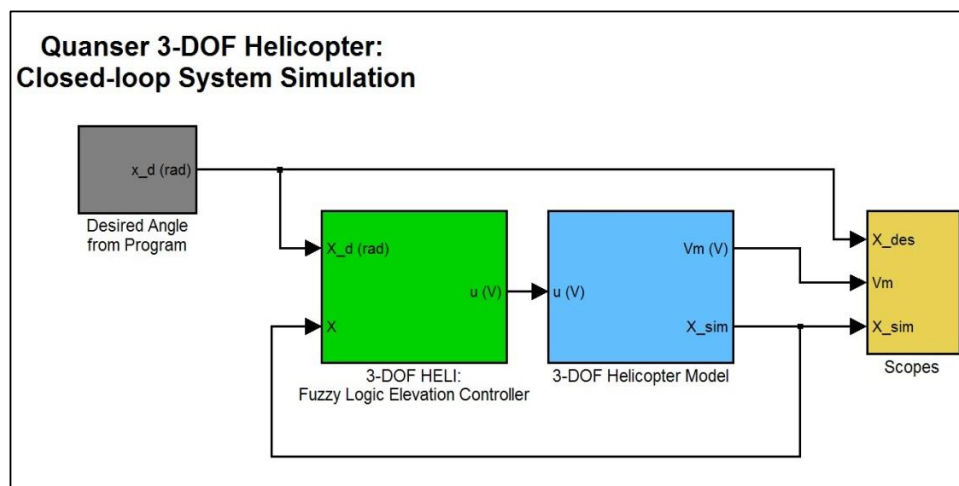 Quanser 3-DOF Helicopter:
Closed-loop System Simulation
x_d (rad)
Desired Angle
from Program
X_d (rad)
X
u (V)
3-DOF HELI:
Fuzzy Logic Elevation Controller
u (V)
Vm (V)
X_sim
3-DOF Helicopter Model
X_des
Vm
X_sim
Scopes